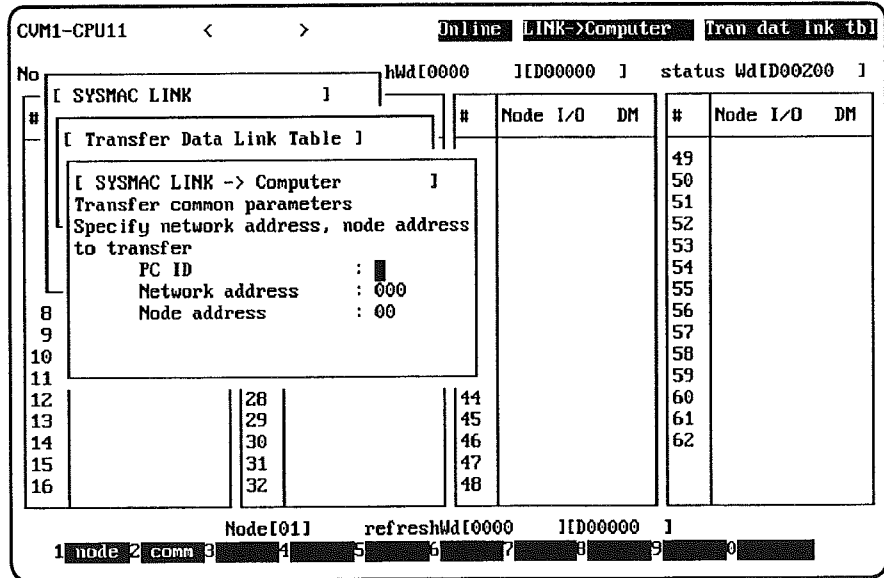 CVM1-CPU11 < > Online LINK->Computer Tran dat lnk tbl
No hWd[0000 ][D00000 ] status Wd[D00200 ]
[ SYSMAC LINK ]
# # Node I/O DM # Node I/O DM
[ Transfer Data Link Table ]
[ SYSMAC LINK -> Computer ]
Transfer common parameters
Specify network address, node address
to transfer
PC ID :
Network address : 000
Node address : 00
8
9
10
11
12
13
14
15
16
28
29
30
31
32
44
45
46
47
48
49
50
51
52
53
54
55
56
57
58
59
60
61
62
Node[01] refreshWd[0000 ][D00000 ]
1 node 2 comm 3 4 5 6 7 8 9 0